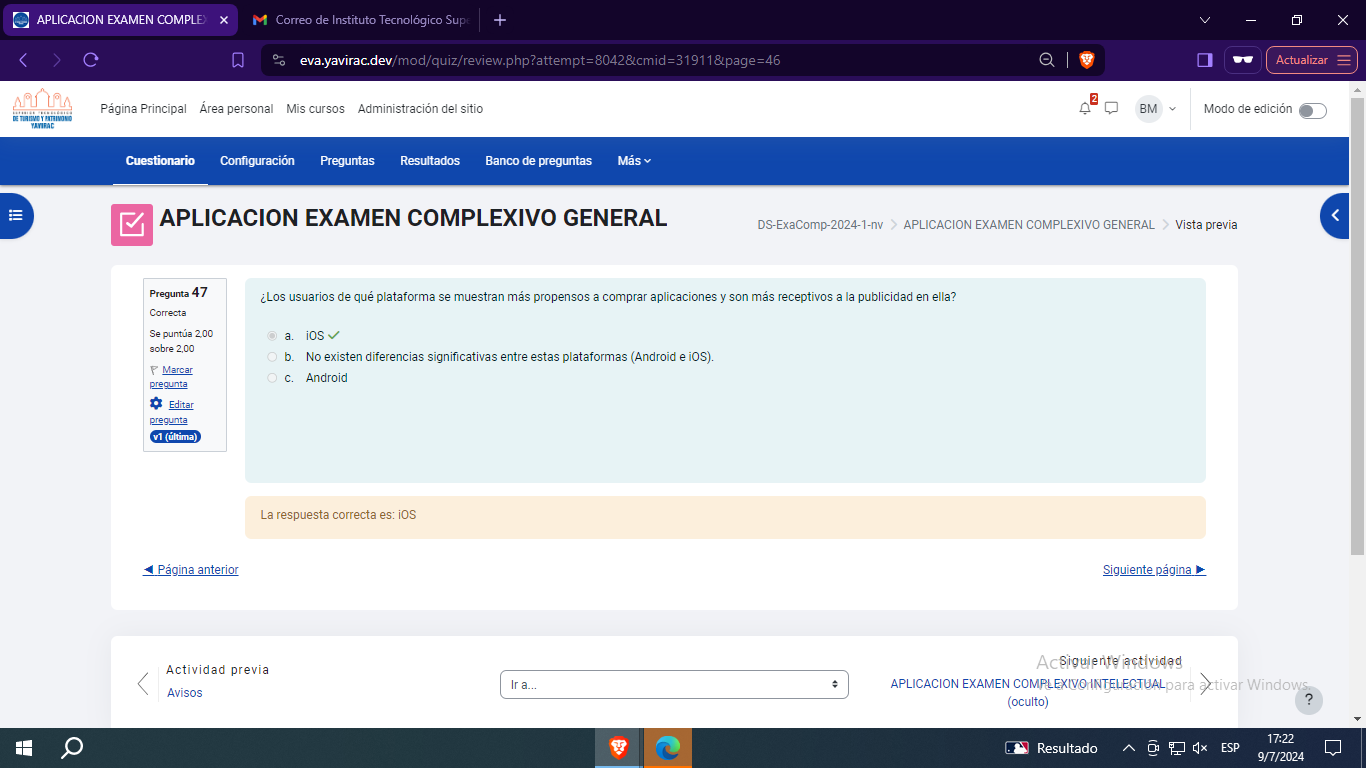 APLICACION EXAMEN COMPLEX
Correo de Instituto Tecnológico Supe
eva.yavirac.dev/mod/quiz/review.php?attempt=8042&cmid=31911&page=46
Actualizar
DE TURISMO Y PATRIMONIO
YAVIRAC
Página Principal Área personal Mis cursos Administración del sitio
2
BM
Modo de edición
Cuestionario Configuración Preguntas Resultados Banco de preguntas Más
APLICACION EXAMEN COMPLEXIVO GENERAL
DS-ExaComp-2024-1-nv APLICACION EXAMEN COMPLEXIVO GENERAL Vista previa
Pregunta 47
Correcta
Se puntúa 2,00
sobre 2,00
Marcar
pregunta
Editar
pregunta
v1 (última)
¿Los usuarios de qué plataforma se muestran más propensos a comprar aplicaciones y son más receptivos a la publicidad en ella?
a. iOS
b. No existen diferencias significativas entre estas plataformas (Android e iOS).
c. Android
La respuesta correcta es: iOS
◄ Página anterior
Siguiente página ►
Actividad previa
Avisos
Ir a...
Siguiente actividad
APLICACION EXAMEN COMPLEXIVO INTELECTUAL
(oculto)
Activar Windows
Ve a Configuración para activar Windows.
?
Resultado
ESP
17:22
9/7/2024